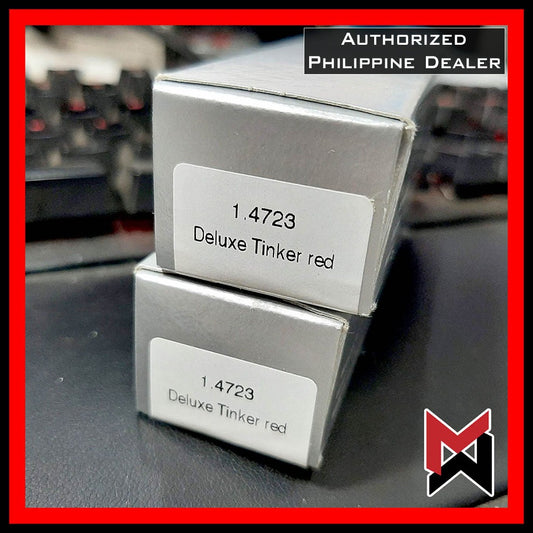 AUTHORIZED
PHILIPPINE DEALER
1.4723
Deluxe Tinker red
1.4723
Deluxe Tinker red